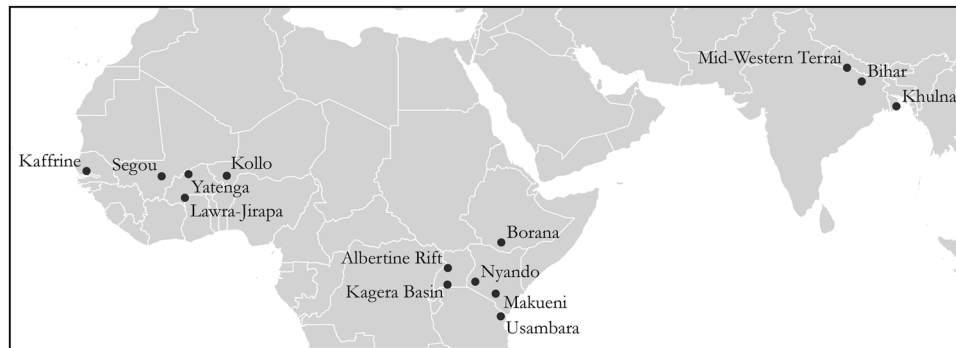 Mid-Western Terrai
Bihar
Khulna
Kaffrine
Segou
Kollo
Yatenga
Lawra-Jirapa
Borana
Albertine Rift
Nyando
Kagera Basin
Makueni
Usambara